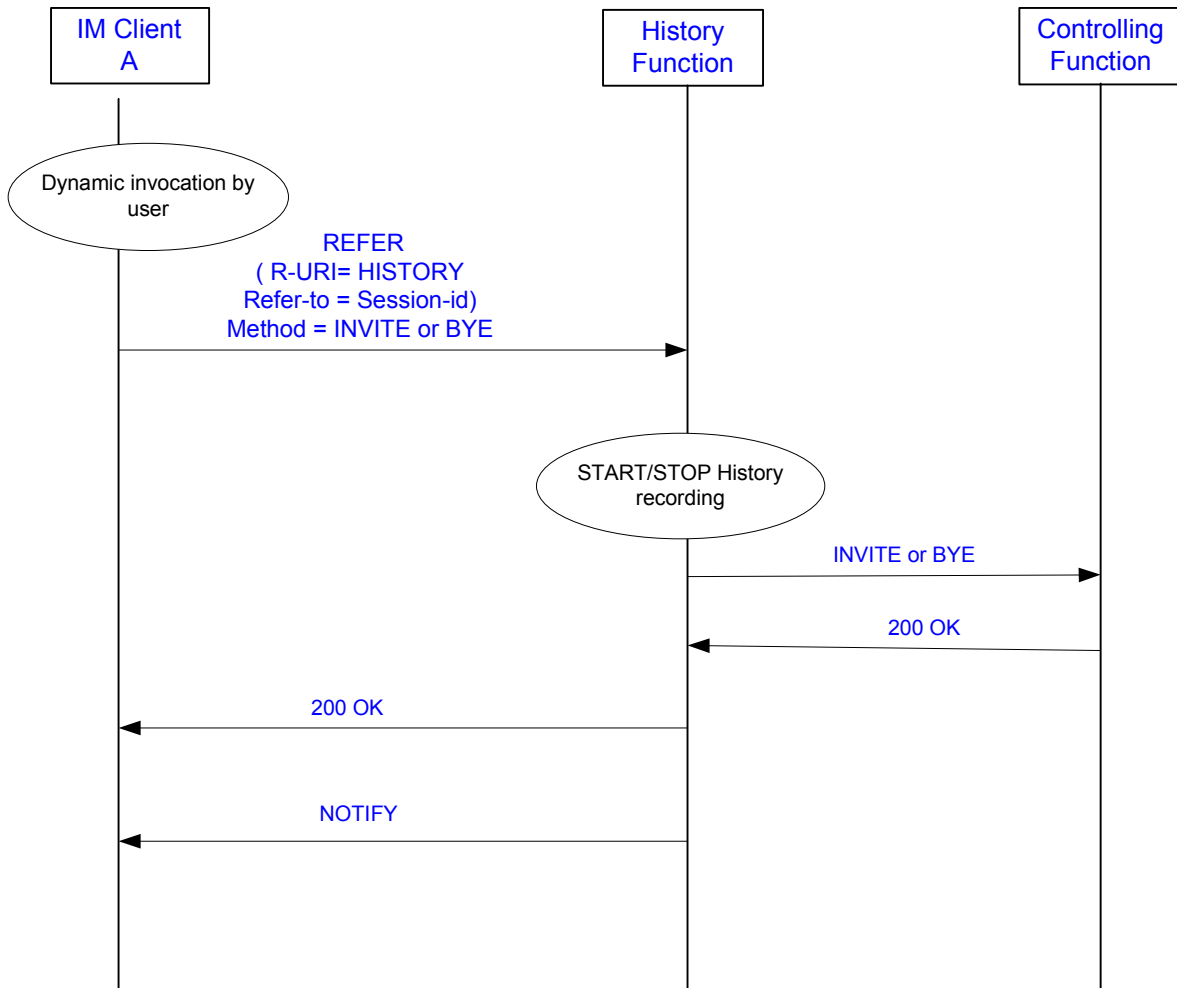 IM Client
A
History
Function
Controlling
Function
Dynamic invocation by
user
REFER
( R-URI= HISTORY
Refer-to = Session-id)
Method = INVITE or BYE
START/STOP History
recording
INVITE or BYE
200 OK
200 OK
NOTIFY